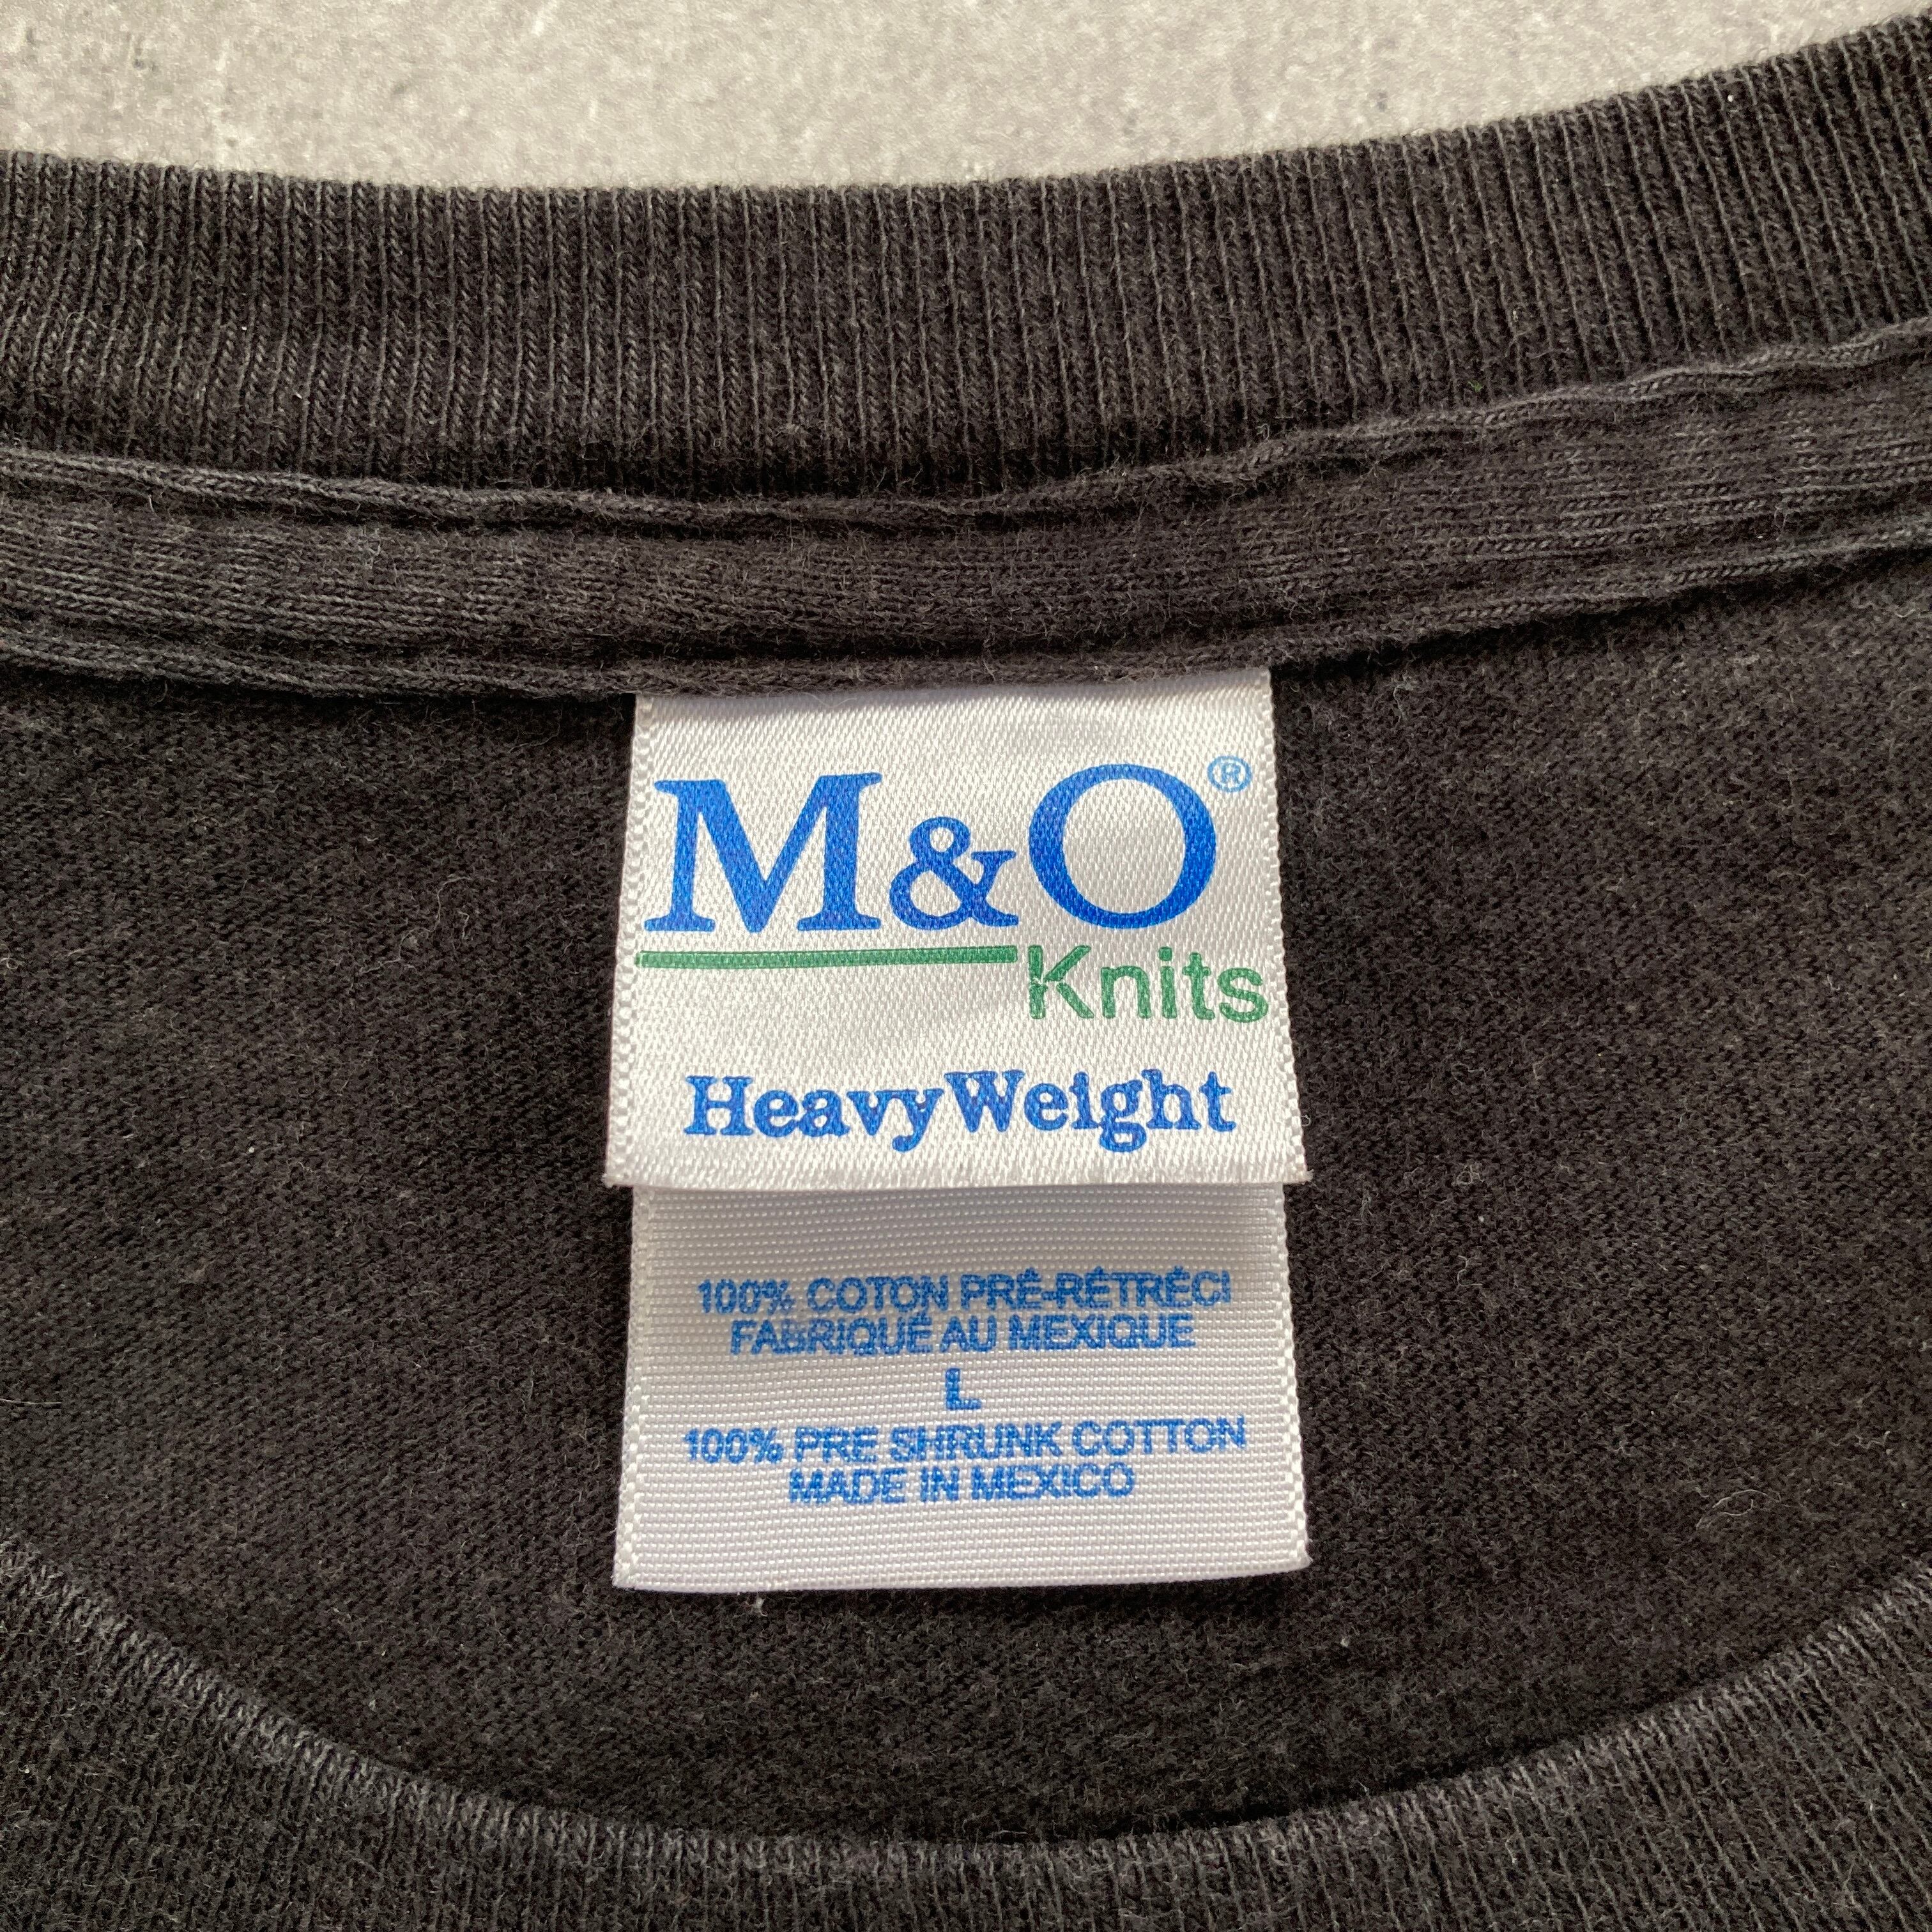 M&O®
Knits
HeavyWeight
100% COTON PRÉ-RÉTRÉCI
FABRIQUÉ AU MEXIQUE
L
100% PRE SHRUNK COTTON
MADE IN MEXICO